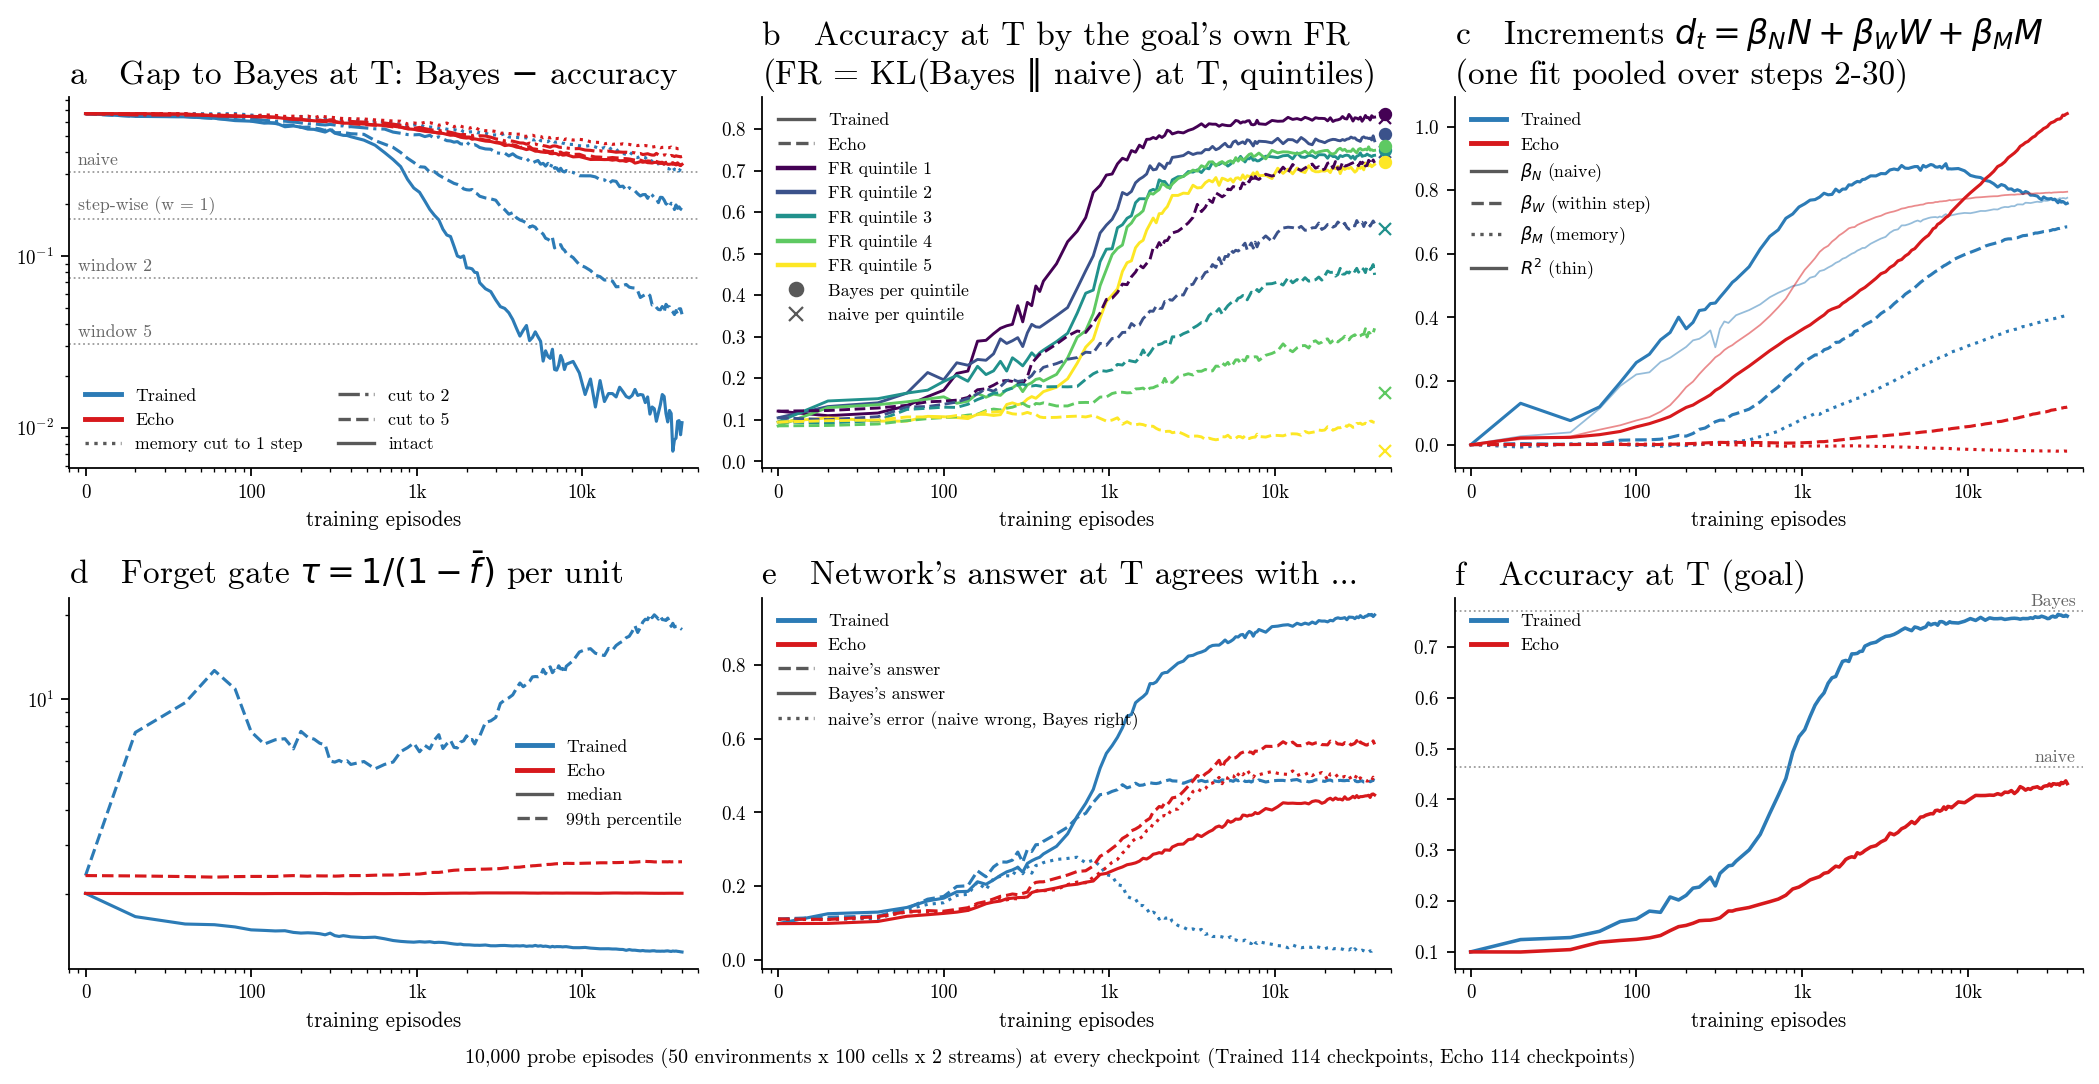 a Gap to Bayes at T: Bayes − accuracy
naive
step-wise (w = 1)
window 2
window 5
10⁻¹
10⁻²
Trained
Echo
memory cut to 1 step
cut to 2
cut to 5
intact
0 100 1k 10k
training episodes
b Accuracy at T by the goal's own FR
(FR = KL(Bayes ∥ naive) at T, quintiles)
Trained
Echo
FR quintile 1
FR quintile 2
FR quintile 3
FR quintile 4
FR quintile 5
Bayes per quintile
naive per quintile
0.8
0.7
0.6
0.5
0.4
0.3
0.2
0.1
0.0
0 100 1k 10k
training episodes
c Increments d_t = β_N N + β_W W + β_M M
(one fit pooled over steps 2-30)
Trained
Echo
β_N (naive)
β_W (within step)
β_M (memory)
R² (thin)
1.0
0.8
0.6
0.4
0.2
0.0
0 100 1k 10k
training episodes
d Forget gate τ = 1/(1 − f̄) per unit
10¹
Trained
Echo
median
99th percentile
0 100 1k 10k
training episodes
e Network's answer at T agrees with ...
Trained
Echo
naive's answer
Bayes's answer
naive's error (naive wrong, Bayes right)
0.8
0.6
0.4
0.2
0.0
0 100 1k 10k
training episodes
f Accuracy at T (goal)
Bayes
Trained
Echo
naive
0.7
0.6
0.5
0.4
0.3
0.2
0.1
0 100 1k 10k
training episodes
10,000 probe episodes (50 environments x 100 cells x 2 streams) at every checkpoint (Trained 114 checkpoints, Echo 114 checkpoints)